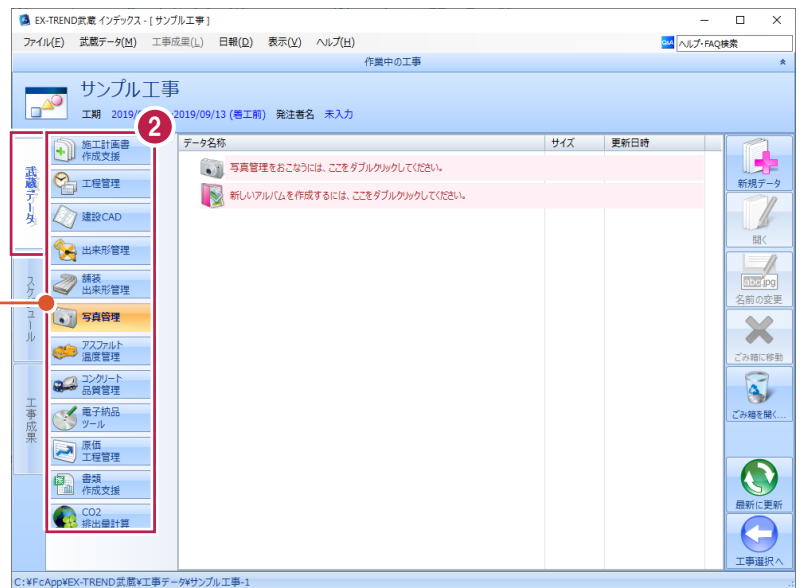 EX-TREND武蔵 インデックス - [ サンプル工事 ]
ファイル(F) 武蔵データ(M) 工事成果(L) 日報(D) 表示(V) ヘルプ(H)
Q&A ヘルプ・FAQ検索
作業中の工事
サンプル工事
工期 2019/ 2019/09/13 (着工前) 発注者名 未入力
2
武蔵データ
スケジュール
工事成果
施工計画書
作成支援
工程管理
建設CAD
出来形管理
舗装
出来形管理
写真管理
アスファルト
温度管理
コンクリート
品質管理
電子納品
ツール
原価
工程管理
書類
作成支援
CO2
排出量計算
データ名称 サイズ 更新日時
写真管理をおこなうには、ここをダブルクリックしてください。
新しいアルバムを作成するには、ここをダブルクリックしてください。
新規データ
開く
abc.jpg
名前の変更
ごみ箱に移動
ごみ箱を開く...
最新に更新
工事選択へ
C:¥FcApp¥EX-TREND武蔵¥工事データ¥サンプル工事-1